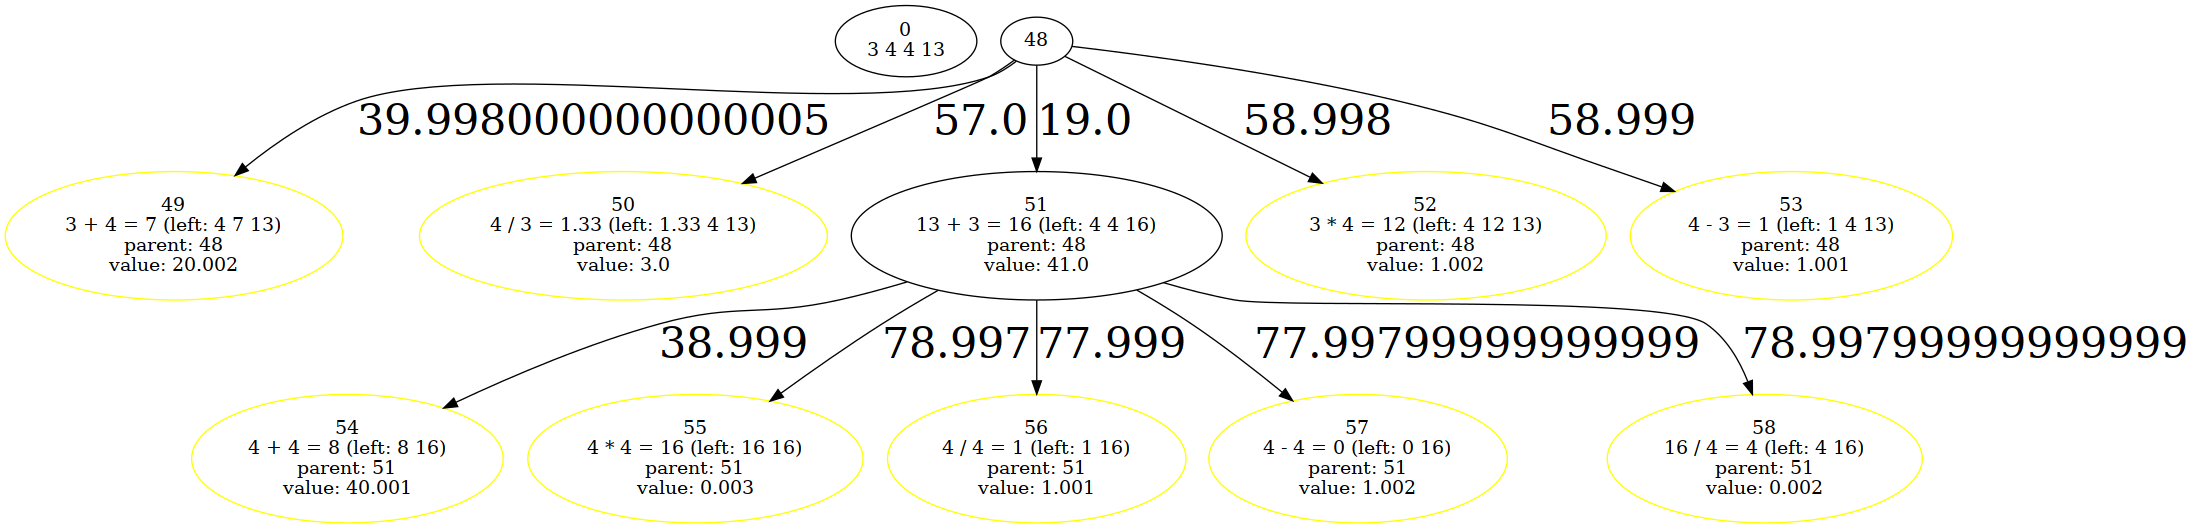 0
3 4 4 13
48
39.998000000000005
57.0
19.0
58.998
58.999
49
3 + 4 = 7 (left: 4 7 13)
parent: 48
value: 20.002
50
4 / 3 = 1.33 (left: 1.33 4 13)
parent: 48
value: 3.0
51
13 + 3 = 16 (left: 4 4 16)
parent: 48
value: 41.0
52
3 * 4 = 12 (left: 4 12 13)
parent: 48
value: 1.002
53
4 - 3 = 1 (left: 1 4 13)
parent: 48
value: 1.001
38.999
78.997
77.999
77.99799999999999
78.99799999999999
54
4 + 4 = 8 (left: 8 16)
parent: 51
value: 40.001
55
4 * 4 = 16 (left: 16 16)
parent: 51
value: 0.003
56
4 / 4 = 1 (left: 1 16)
parent: 51
value: 1.001
57
4 - 4 = 0 (left: 0 16)
parent: 51
value: 1.002
58
16 / 4 = 4 (left: 4 16)
parent: 51
value: 0.002